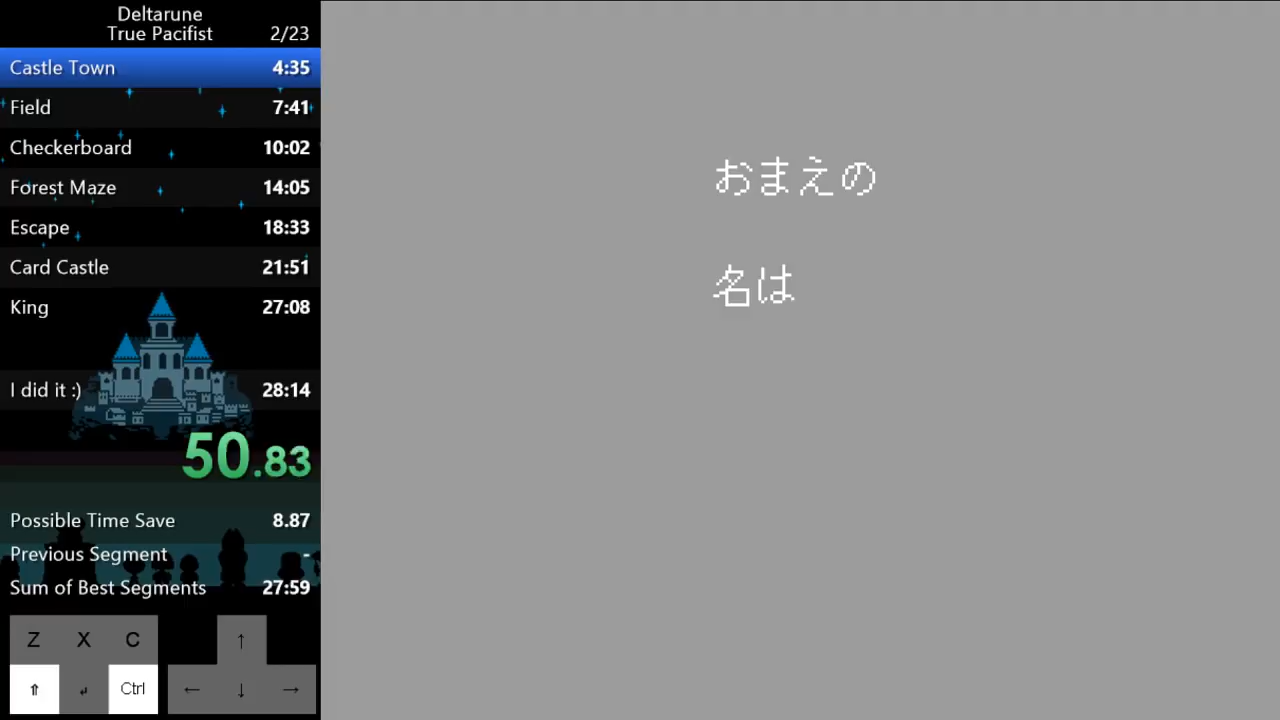 Deltarune
True Pacifist 2/23
Castle Town 4:35
Field 7:41
Checkerboard 10:02
Forest Maze 14:05
Escape 18:33
Card Castle 21:51
King 27:08
I did it :) 28:14
50.83
Possible Time Save 8.87
Previous Segment -
Sum of Best Segments 27:59
Z X C ↑
⇑ ↲ Ctrl ← ↓ →
おまえの
名は